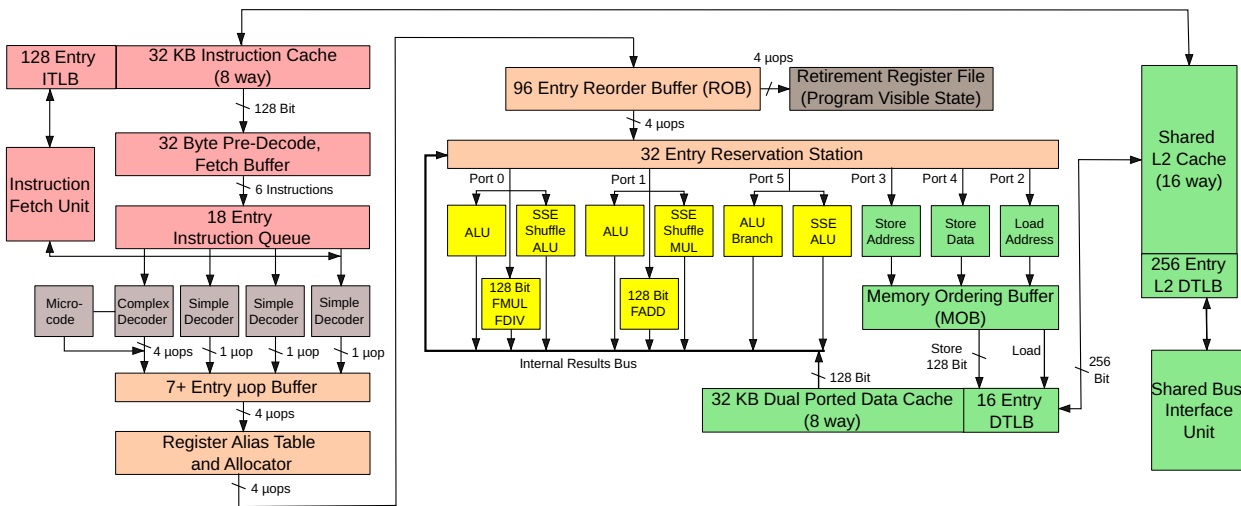 128 Entry
ITLB
32 KB Instruction Cache
(8 way)
128 Bit
32 Byte Pre-Decode,
Fetch Buffer
Instruction
Fetch Unit
6 Instructions
18 Entry
Instruction Queue
Micro-
code
Complex
Decoder
Simple
Decoder
Simple
Decoder
Simple
Decoder
4 µops
1 µop
1 µop
1 µop
7+ Entry µop Buffer
4 µops
Register Alias Table
and Allocator
4 µops
96 Entry Reorder Buffer (ROB)
4 µops
Retirement Register File
(Program Visible State)
4 µops
32 Entry Reservation Station
Port 0
Port 1
Port 5
Port 3
Port 4
Port 2
ALU
SSE
Shuffle
ALU
ALU
SSE
Shuffle
MUL
ALU
Branch
SSE
ALU
Store
Address
Store
Data
Load
Address
128 Bit
FMUL
FDIV
128 Bit
FADD
Memory Ordering Buffer
(MOB)
Internal Results Bus
Store
128 Bit
Load
128 Bit
256
Bit
32 KB Dual Ported Data Cache
(8 way)
16 Entry
DTLB
Shared
L2 Cache
(16 way)
256 Entry
L2 DTLB
Shared Bus
Interface
Unit